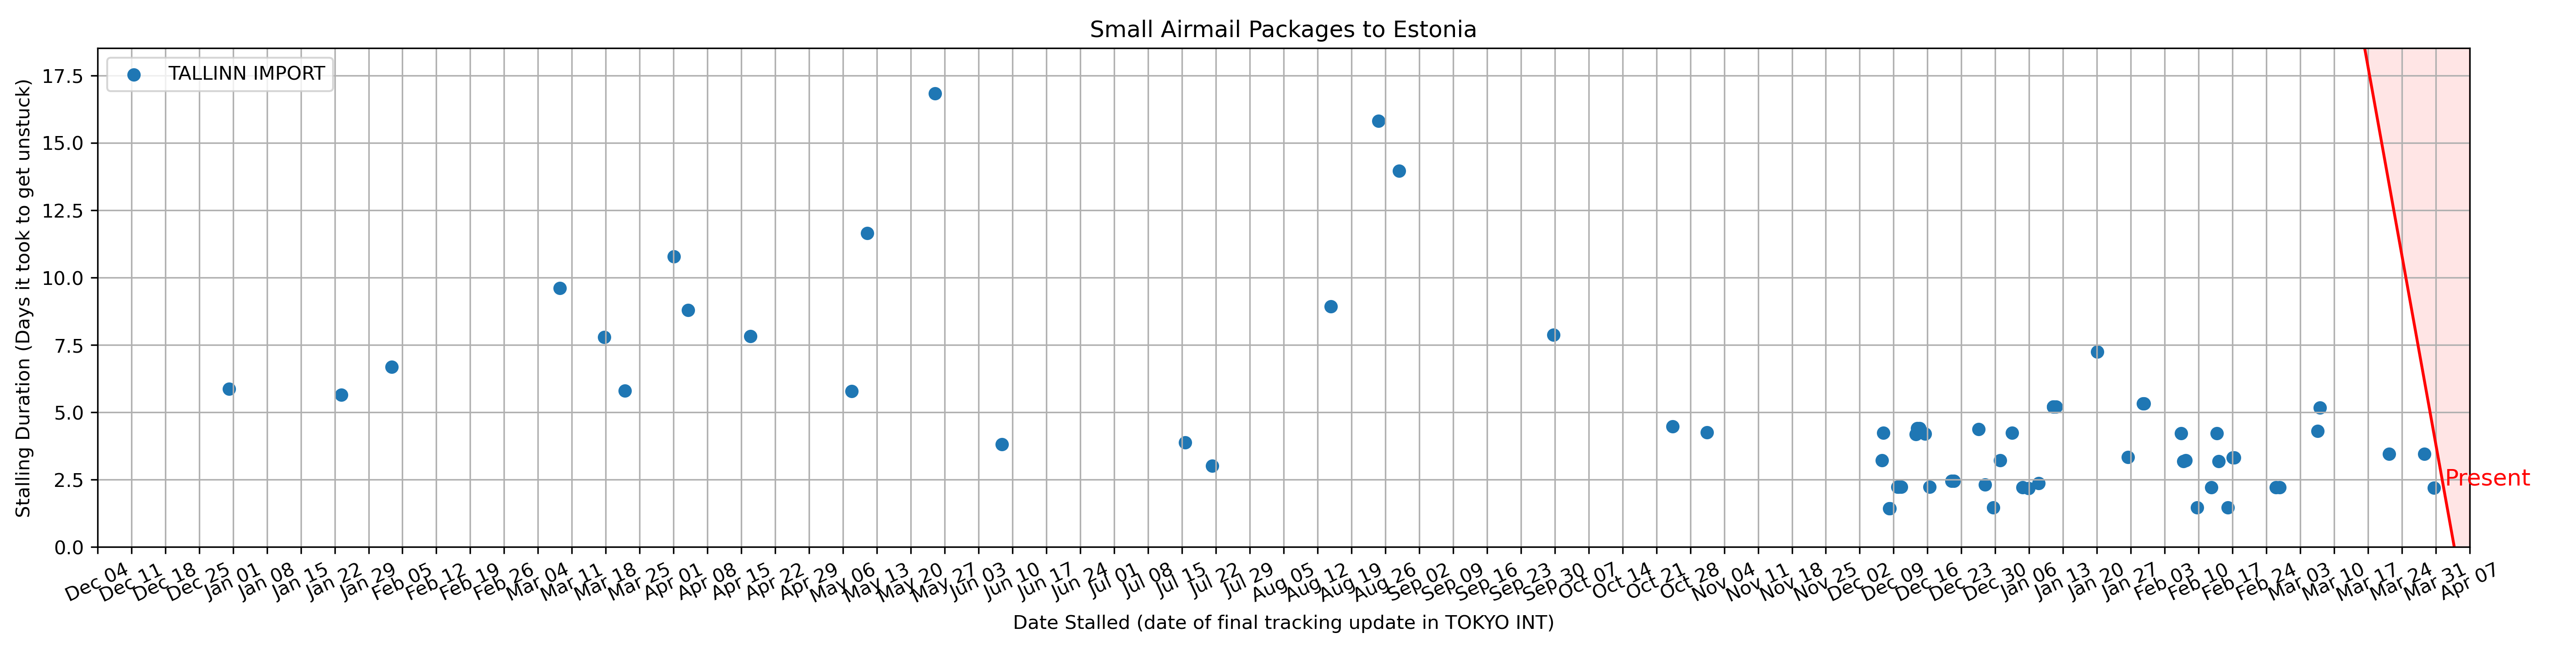 Small Airmail Packages to Estonia
TALLINN IMPORT
Stalling Duration (Days it took to get unstuck)
17.5
15.0
12.5
10.0
7.5
5.0
2.5
0.0
Present
Dec 04 Dec 11 Dec 18 Dec 25 Jan 01 Jan 08 Jan 15 Jan 22 Jan 29 Feb 05 Feb 12 Feb 19 Feb 26 Mar 04 Mar 11 Mar 18 Mar 25 Apr 01 Apr 08 Apr 15 Apr 22 Apr 29 May 06 May 13 May 20 May 27 Jun 03 Jun 10 Jun 17 Jun 24 Jul 01 Jul 08 Jul 15 Jul 22 Jul 29 Aug 05 Aug 12 Aug 19 Aug 26 Sep 02 Sep 09 Sep 16 Sep 23 Sep 30 Oct 07 Oct 14 Oct 21 Oct 28 Nov 04 Nov 11 Nov 18 Nov 25 Dec 02 Dec 09 Dec 16 Dec 23 Dec 30 Jan 06 Jan 13 Jan 20 Jan 27 Feb 03 Feb 10 Feb 17 Feb 24 Mar 03 Mar 10 Mar 17 Mar 24 Mar 31 Apr 07
Date Stalled (date of final tracking update in TOKYO INT)